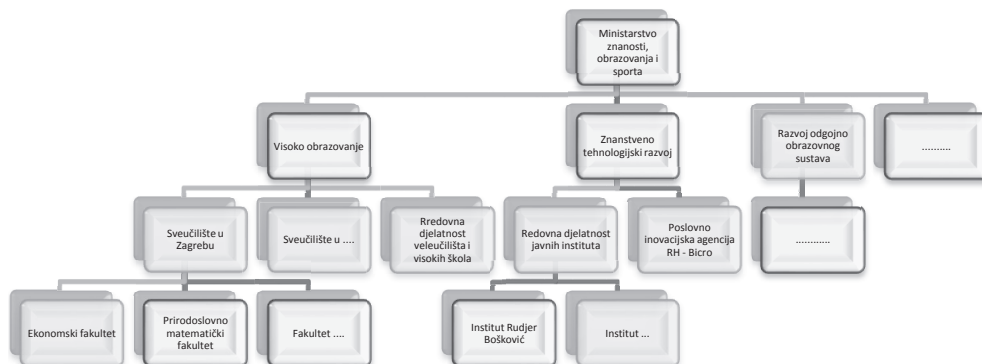 Ministarstvo
znanosti,
obrazovanja i
sporta
Visoko obrazovanje
Znanstveno
tehnologijski razvoj
Razvoj odgojno
obrazovnog
sustava
..........
Sveučilište u
Zagrebu
Sveučilište u ....
Rredovna
djelatnost
veleučilišta i
visokih škola
Redovna djelatnost
javnih instituta
Poslovno
inovacijska agencija
RH - Bicro
............
Ekonomski fakultet
Prirodoslovno
matematički
fakultet
Fakultet ....
Institut Rudjer
Bošković
Institut ...